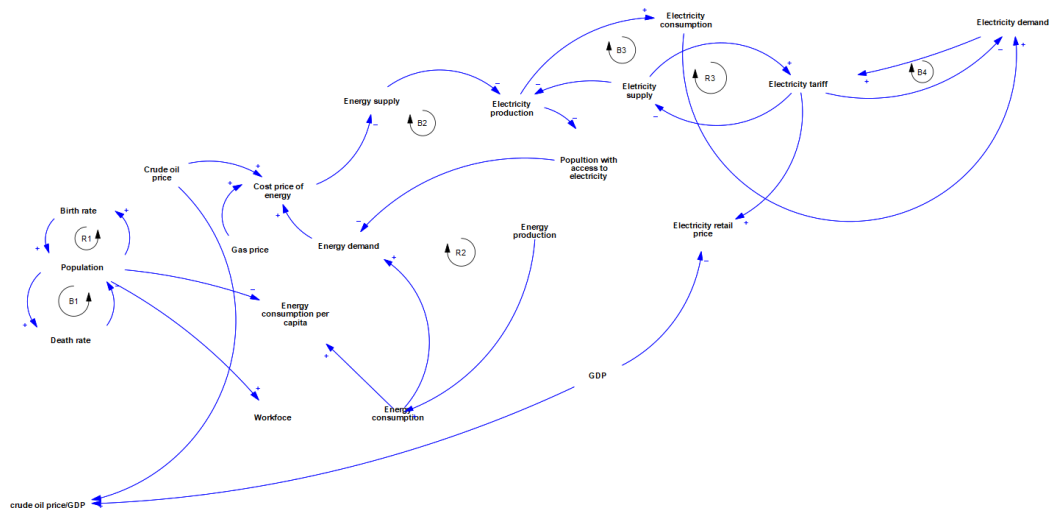 Electricity
consumption
Electricity demand
+
+
B3
-
+
+
R3
B4
-
-
Eletricity
supply
+
Electricity tariff
Energy supply
Electricity
production
B2
-
-
-
Crude oil
price
+
Popultion with
access to
electricity
Cost price of
energy
+
-
Birth rate
+
+
Electricity retail
price
+
R1
Energy
production
+
Gas price
Energy demand
R2
+
-
Population
-
-
B1
Energy
consumption per
capita
+
Death rate
+
GDP
+
Workfoce
Energy
consumption
crude oil price/GDP